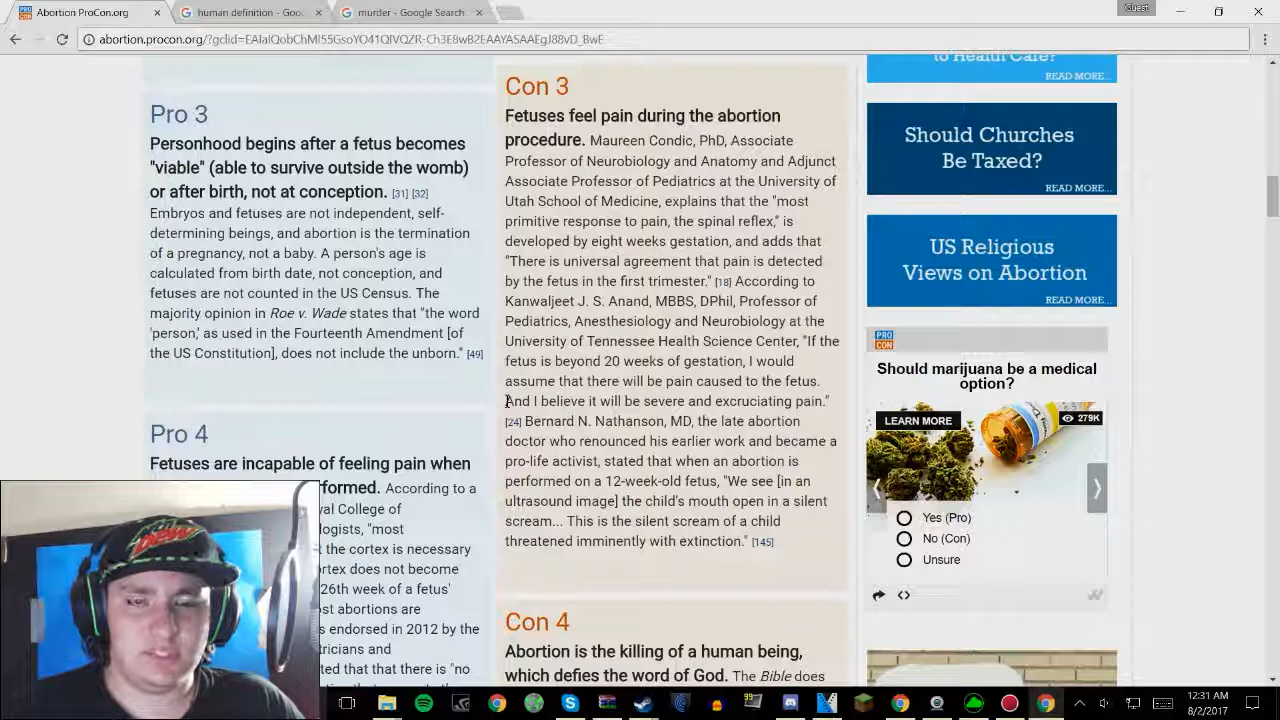 Abortion ProCon.org
human definition - Goo
murder - Google Search
Guest
abortion.procon.org/?gclid=EAIaIQobChMI55GsoYO41QIVQZR-Ch3E8wB2EAAYASAAEgJ88vD_BwE
Pro 3
Personhood begins after a fetus becomes
"viable" (able to survive outside the womb)
or after birth, not at conception. [31] [32]
Embryos and fetuses are not independent, self-
determining beings, and abortion is the termination
of a pregnancy, not a baby. A person's age is
calculated from birth date, not conception, and
fetuses are not counted in the US Census. The
majority opinion in Roe v. Wade states that "the word
'person,' as used in the Fourteenth Amendment [of
the US Constitution], does not include the unborn." [49]
Pro 4
Fetuses are incapable of feeling pain when
formed. According to a
val College of
logists, "most
t the cortex is necessary
ortex does not become
26th week of a fetus'
st abortions are
s endorsed in 2012 by the
tricians and
ted that that there is "no
Con 3
Fetuses feel pain during the abortion
procedure. Maureen Condic, PhD, Associate
Professor of Neurobiology and Anatomy and Adjunct
Associate Professor of Pediatrics at the University of
Utah School of Medicine, explains that the "most
primitive response to pain, the spinal reflex," is
developed by eight weeks gestation, and adds that
"There is universal agreement that pain is detected
by the fetus in the first trimester." [18] According to
Kanwaljeet J. S. Anand, MBBS, DPhil, Professor of
Pediatrics, Anesthesiology and Neurobiology at the
University of Tennessee Health Science Center, "If the
fetus is beyond 20 weeks of gestation, I would
assume that there will be pain caused to the fetus.
And I believe it will be severe and excruciating pain."
[24] Bernard N. Nathanson, MD, the late abortion
doctor who renounced his earlier work and became a
pro-life activist, stated that when an abortion is
performed on a 12-week-old fetus, "We see [in an
ultrasound image] the child's mouth open in a silent
scream... This is the silent scream of a child
threatened imminently with extinction." [145]
Con 4
Abortion is the killing of a human being,
which defies the word of God. The Bible does
to Health Care?
READ MORE...
Should Churches
Be Taxed?
READ MORE...
US Religious
Views on Abortion
READ MORE...
PRO
CON
Should marijuana be a medical
option?
LEARN MORE
279K
Yes (Pro)
No (Con)
Unsure
12:31 AM
8/2/2017